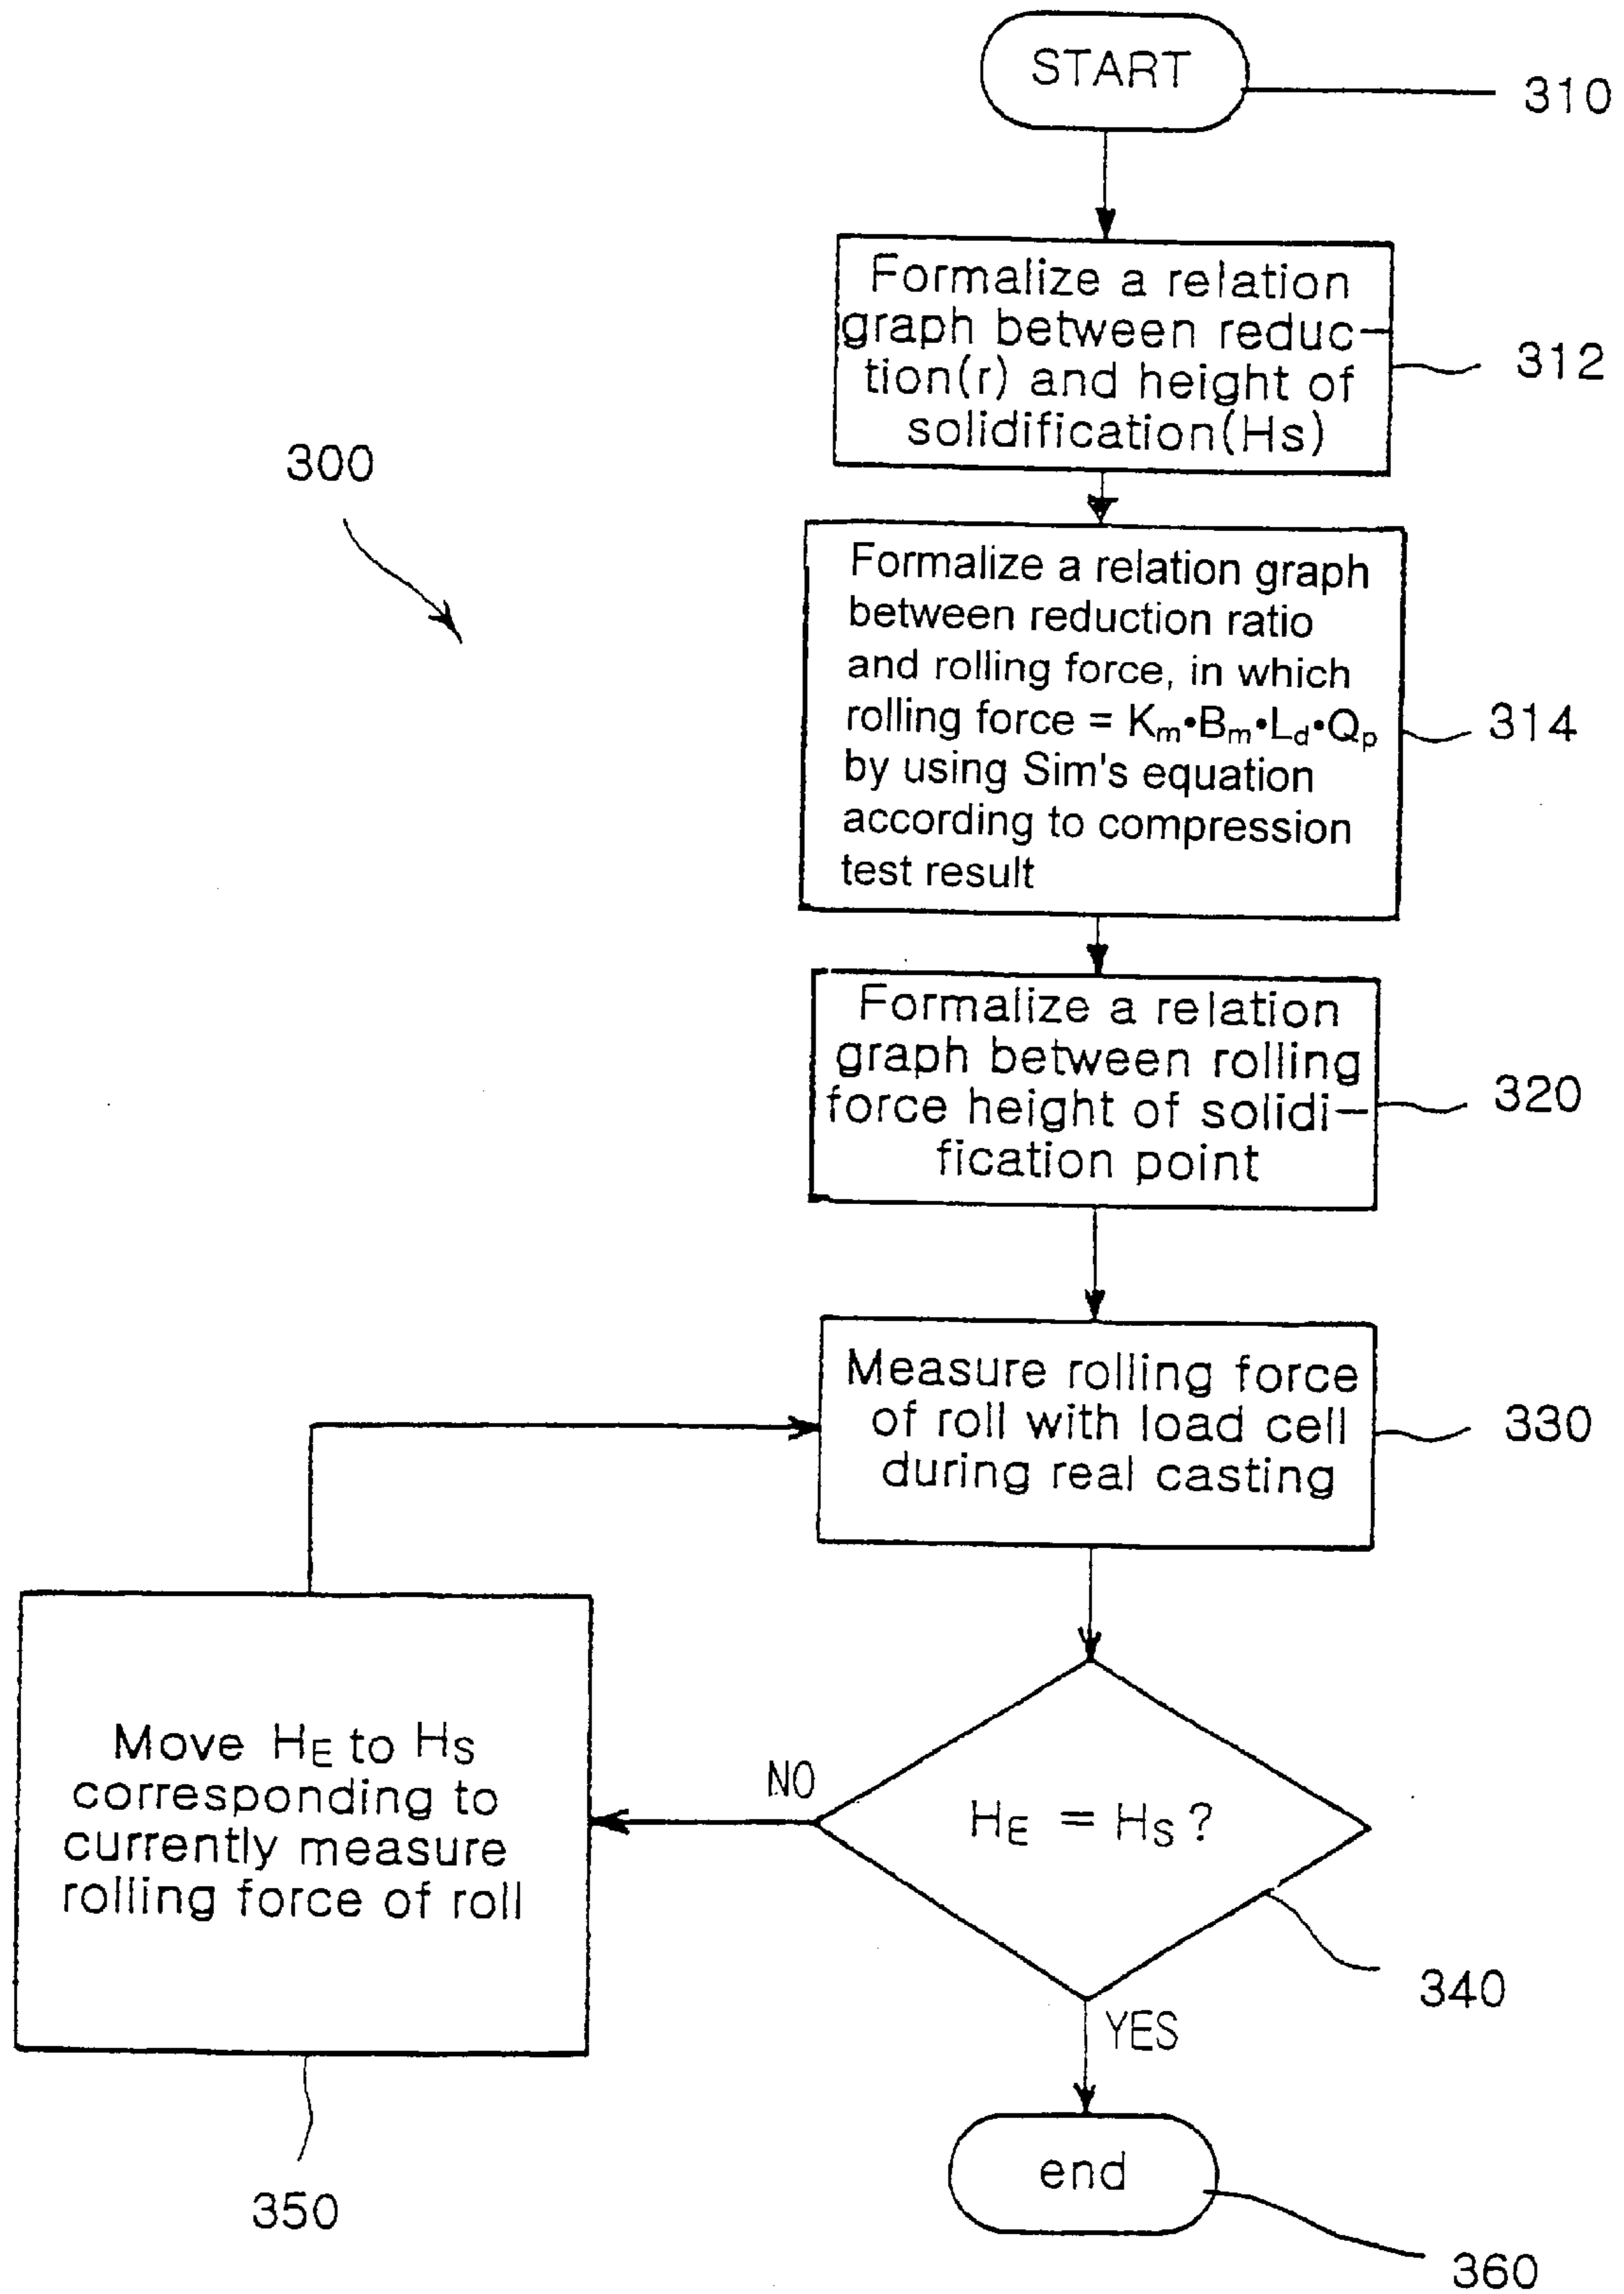 START
310
Formalize a relation
graph between reduc-
tion(r) and height of
solidification(Hs)
312
300
Formalize a relation graph
between reduction ratio
and rolling force, in which
rolling force = Km•Bm•Ld•Qp
by using Sim's equation
according to compression
test result
314
Formalize a relation
graph between rolling
force height of solidi-
fication point
320
Measure rolling force
of roll with load cell
during real casting
330
Move HE to HS
corresponding to
currently measure
rolling force of roll
NO
HE = HS ?
340
YES
350
end
360